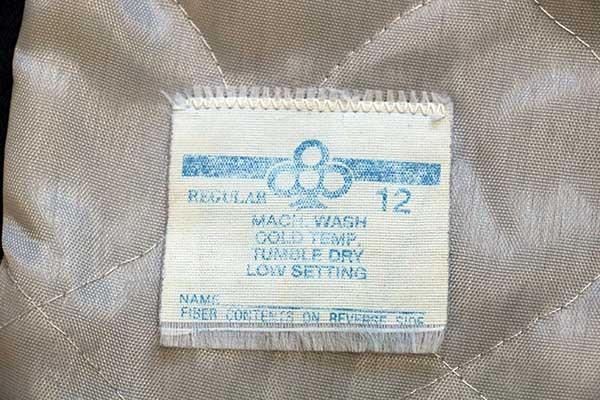 REGULAR 12
MACH. WASH
COLD TEMP.
TUMBLE DRY
LOW SETTING
NAME
FIBER CONTENTS ON REVERSE SIDE